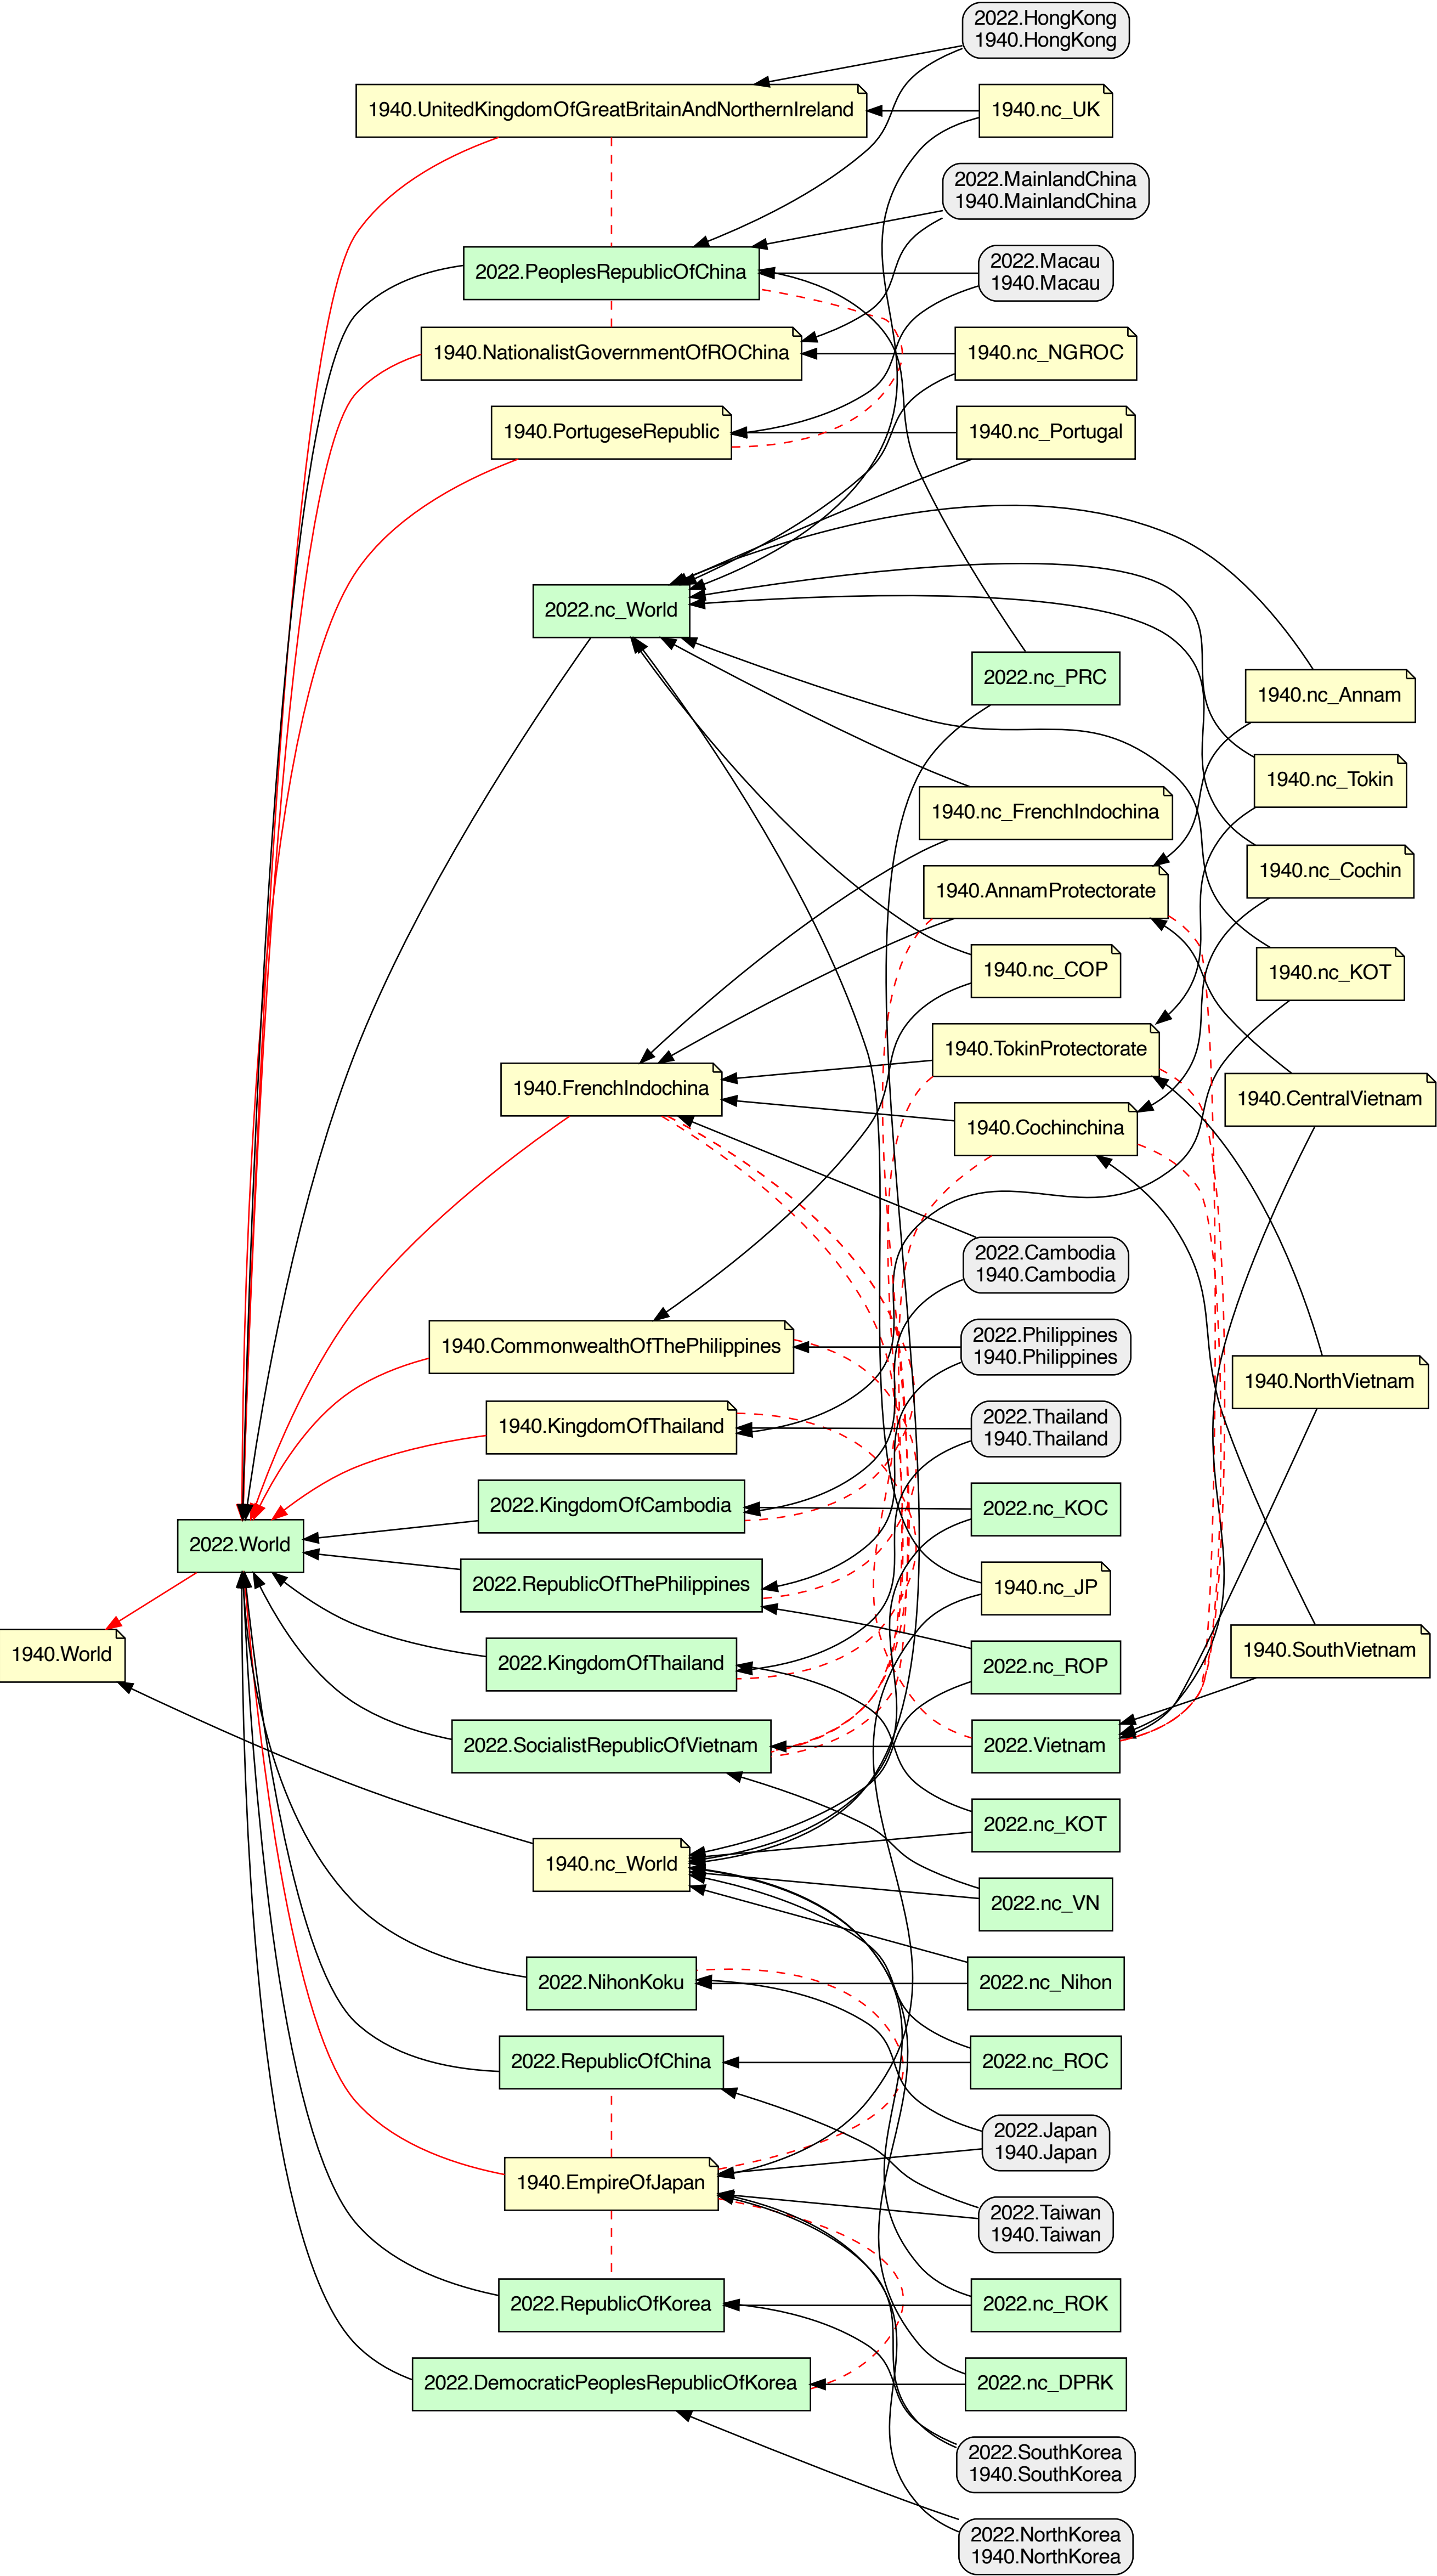 2022.HongKong
1940.HongKong
1940.UnitedKingdomOfGreatBritainAndNorthernIreland
1940.nc_UK
2022.MainlandChina
1940.MainlandChina
2022.PeoplesRepublicOfChina
2022.Macau
1940.Macau
1940.NationalistGovernmentOfROChina
1940.nc_NGROC
1940.PortugeseRepublic
1940.nc_Portugal
2022.nc_World
2022.nc_PRC
1940.nc_Annam
1940.nc_Tokin
1940.nc_FrenchIndochina
1940.nc_Cochin
1940.AnnamProtectorate
1940.nc_COP
1940.nc_KOT
1940.TokinProtectorate
1940.FrenchIndochina
1940.CentralVietnam
1940.Cochinchina
2022.Cambodia
1940.Cambodia
1940.CommonwealthOfThePhilippines
2022.Philippines
1940.Philippines
1940.NorthVietnam
1940.KingdomOfThailand
2022.Thailand
1940.Thailand
2022.KingdomOfCambodia
2022.nc_KOC
2022.World
2022.RepublicOfThePhilippines
1940.nc_JP
1940.World
2022.KingdomOfThailand
2022.nc_ROP
1940.SouthVietnam
2022.SocialistRepublicOfVietnam
2022.Vietnam
2022.nc_KOT
1940.nc_World
2022.nc_VN
2022.NihonKoku
2022.nc_Nihon
2022.RepublicOfChina
2022.nc_ROC
2022.Japan
1940.Japan
1940.EmpireOfJapan
2022.Taiwan
1940.Taiwan
2022.RepublicOfKorea
2022.nc_ROK
2022.DemocraticPeoplesRepublicOfKorea
2022.nc_DPRK
2022.SouthKorea
1940.SouthKorea
2022.NorthKorea
1940.NorthKorea